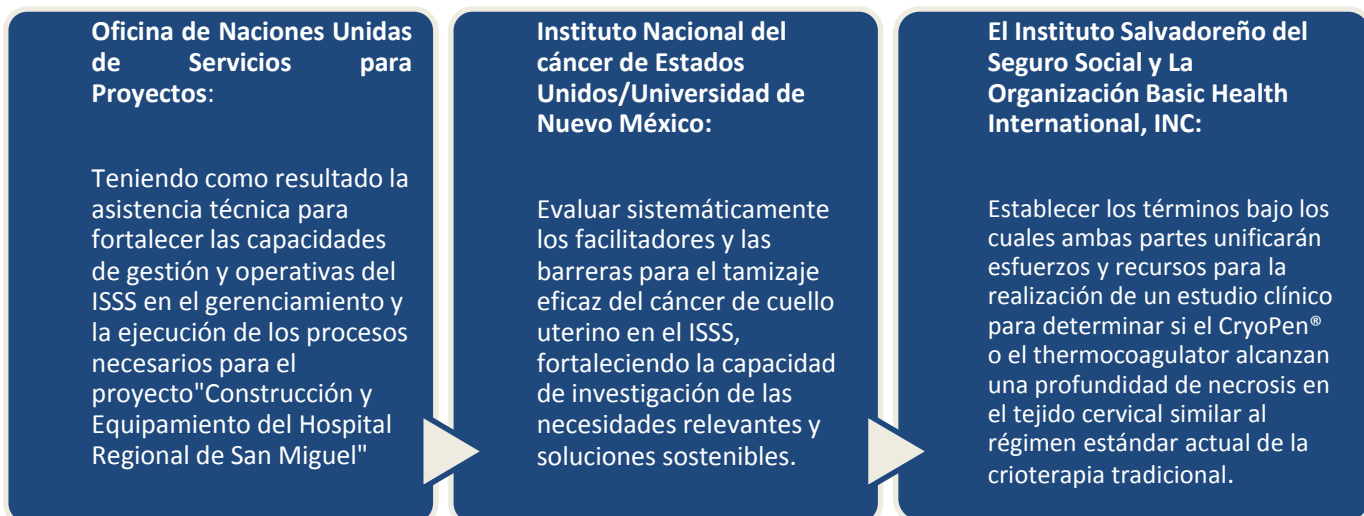 Oficina de Naciones Unidas
de Servicios para
Proyectos:
Teniendo como resultado la
asistencia técnica para
fortalecer las capacidades
de gestión y operativas del
ISSS en el gerenciamiento y
la ejecución de los procesos
necesarios para el
proyecto"Construcción y
Equipamiento del Hospital
Regional de San Miguel"
Instituto Nacional del
cáncer de Estados
Unidos/Universidad de
Nuevo México:
Evaluar sistemáticamente
los facilitadores y las
barreras para el tamizaje
eficaz del cáncer de cuello
uterino en el ISSS,
fortaleciendo la capacidad
de investigación de las
necesidades relevantes y
soluciones sostenibles.
El Instituto Salvadoreño del
Seguro Social y La
Organización Basic Health
International, INC:
Establecer los términos bajo los
cuales ambas partes unificarán
esfuerzos y recursos para la
realización de un estudio clínico
para determinar si el CryoPen®
o el thermocoagulator alcanzan
una profundidad de necrosis en
el tejido cervical similar al
régimen estándar actual de la
crioterapia tradicional.